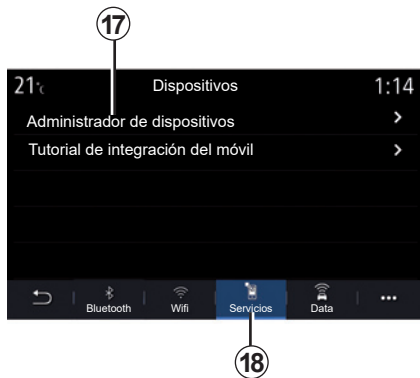 17
21°c Dispositivos 1:14
Administrador de dispositivos
Tutorial de integración del móvil
Bluetooth Wifi Servicios Data
18